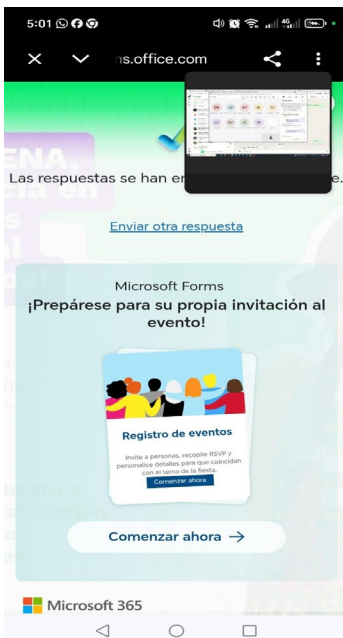 5:01
4G
ns.office.com
Las respuestas se han en e.
Enviar otra respuesta
Microsoft Forms
¡Prepárese para su propia invitación al
evento!
Registro de eventos
Invite a personas, recopile RSVP y
personalice detalles para que coincidan
con el tema de la fiesta.
Comenzar ahora
Comenzar ahora →
Microsoft 365